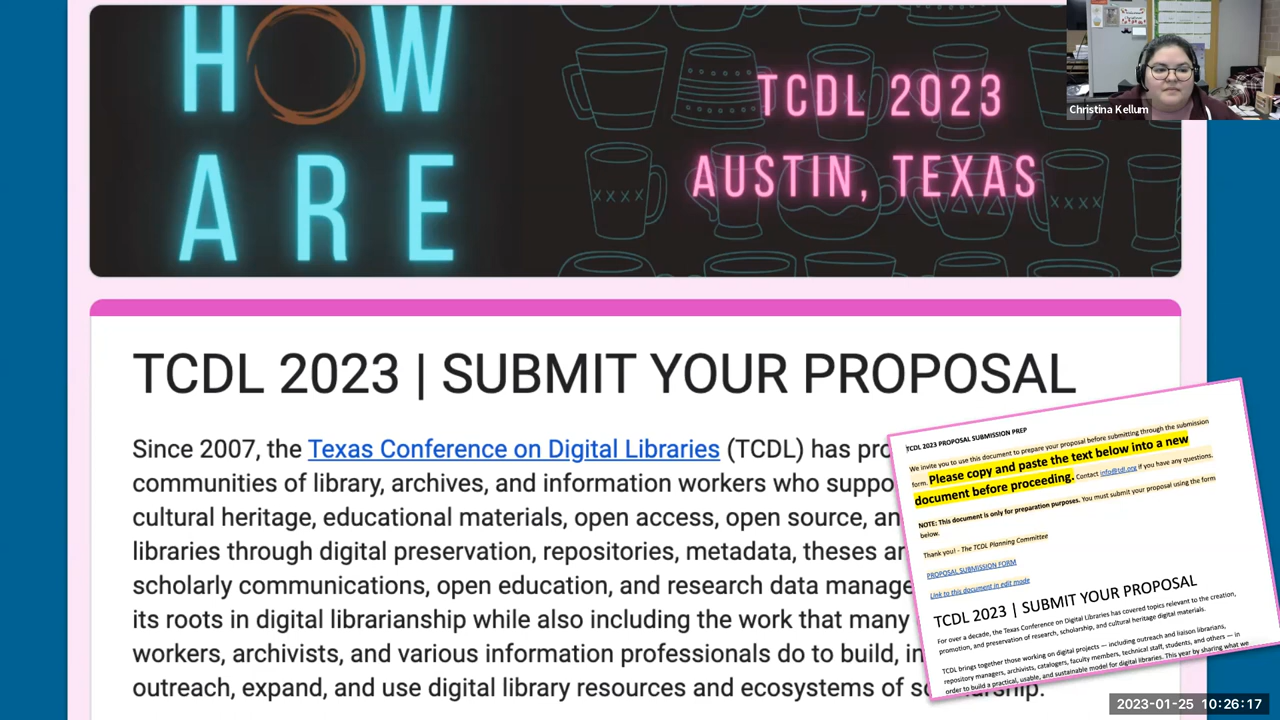 HOW
ARE
TCDL 2023
AUSTIN, TEXAS
Christina Kellum
TCDL 2023 | SUBMIT YOUR PROPOSAL
Since 2007, the Texas Conference on Digital Libraries (TCDL) has
communities of library, archives, and information workers who
cultural heritage, educational materials, open access, open source,
libraries through digital preservation, repositories, metadata, theses
scholarly communications, open education, and research data
its roots in digital librarianship while also including the work that many
workers, archivists, and various information professionals do to build,
outreach, expand, and use digital library resources and ecosystems of
TCDL 2023 PROPOSAL SUBMISSION PREP
We invite you to use this document to prepare your proposal before submitting through the submission
form. Please copy and paste the text below into a new
document before proceeding. Contact info@tdl.org if you have any questions.
NOTE: This document is only for preparation purposes. You must submit your proposal using the form
below.
Thank you! - The TCDL Planning Committee
PROPOSAL SUBMISSION FORM
Link to this document in edit mode
TCDL 2023 | SUBMIT YOUR PROPOSAL
For over a decade, the Texas Conference on Digital Libraries has covered topics relevant to the creation,
promotion, and preservation of research, scholarship, and cultural heritage digital materials.
TCDL brings together those working on digital projects — including outreach and liaison librarians,
repository managers, archivists, catalogers, faculty members, technical staff, students, and others — in
order to build a practical, usable, and sustainable model for digital libraries. This year by sharing what we
2023-01-25 10:26:17